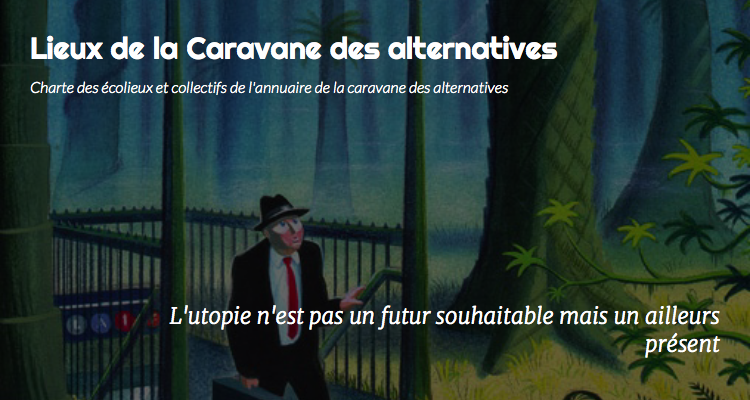 Lieux de la Caravane des alternatives
Charte des écolieux et collectifs de l'annuaire de la caravane des alternatives
L'utopie n'est pas un futur souhaitable mais un ailleurs
présent